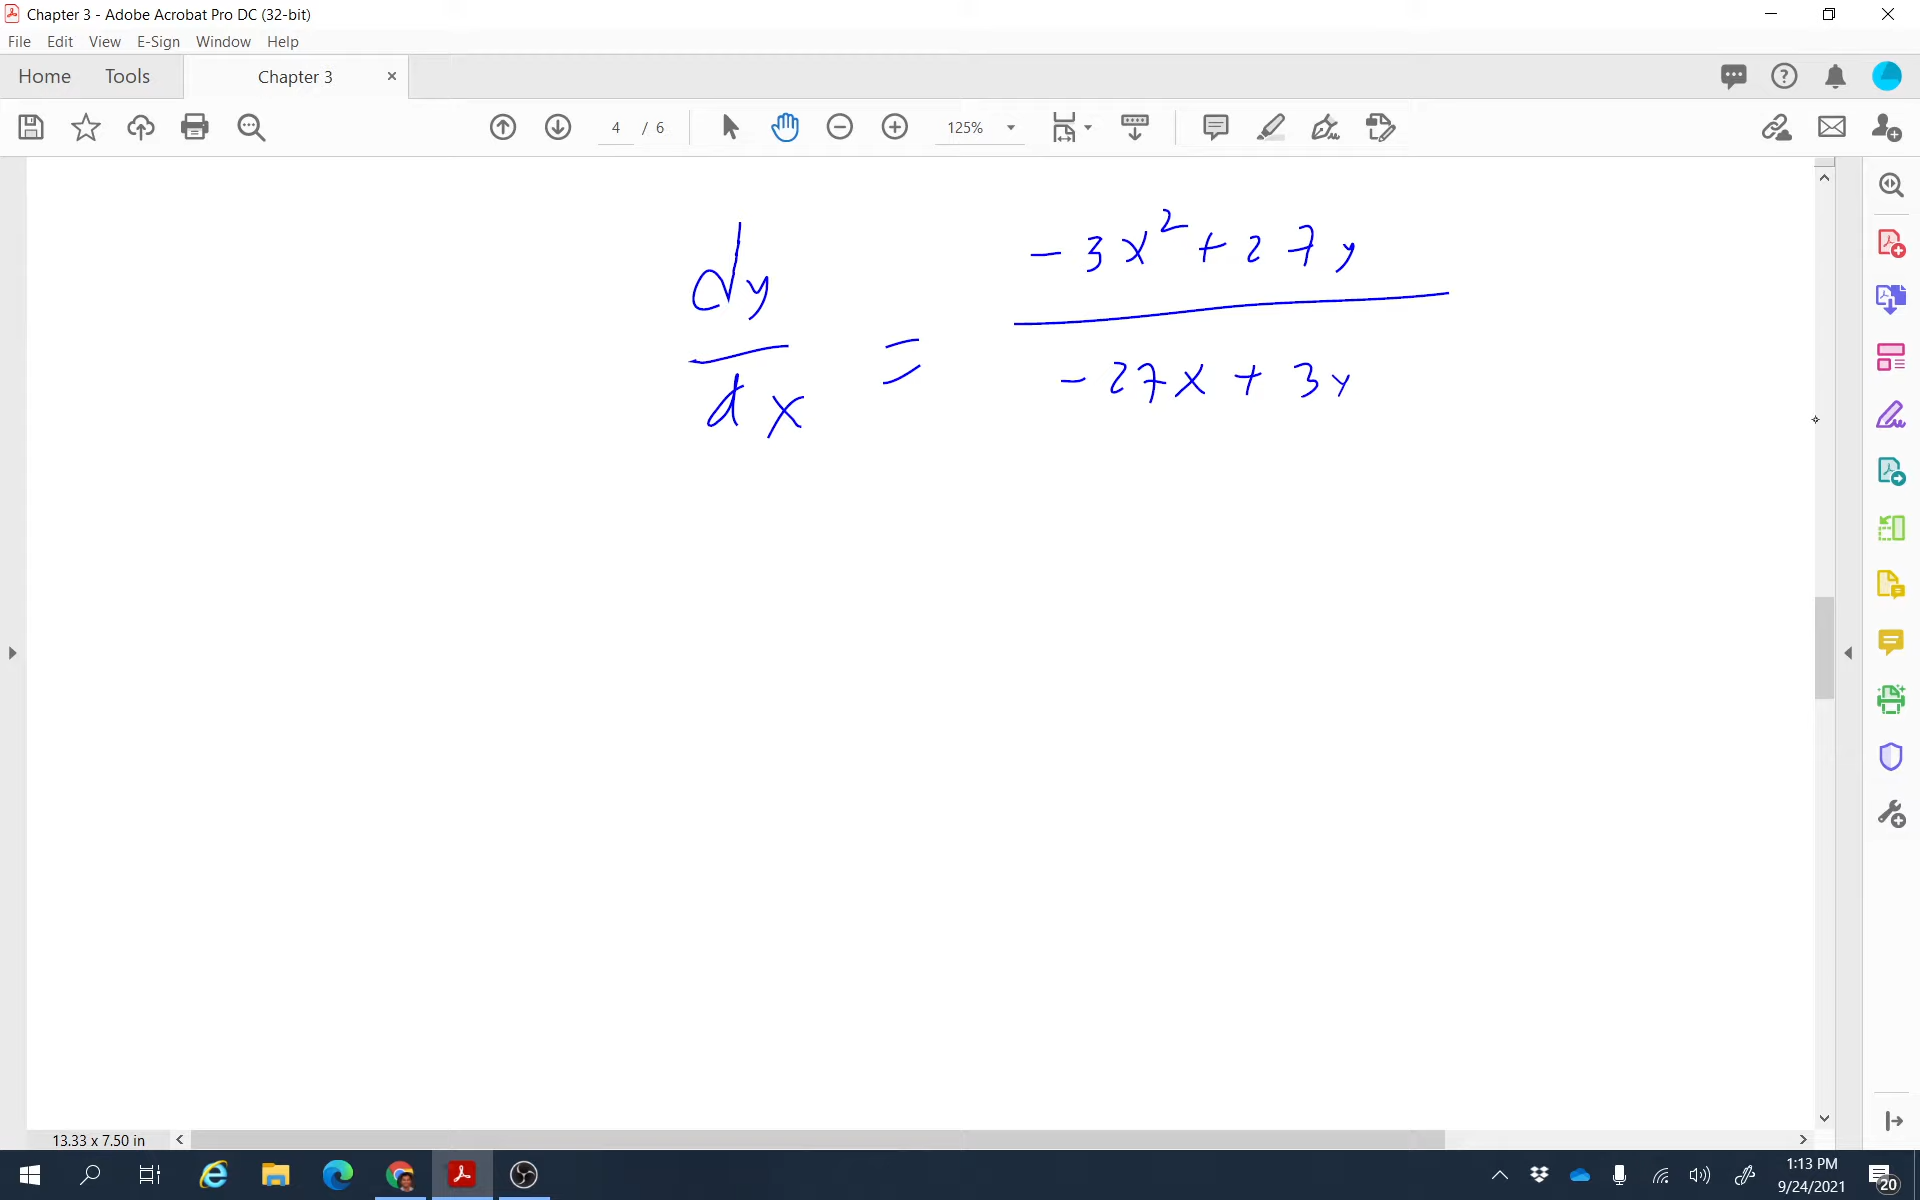 Chapter 3 - Adobe Acrobat Pro DC (32-bit)
File Edit View E-Sign Window Help
Home Tools Chapter 3 ×
4 / 6 125%
dy/dx = (-3x² + 27y)/(-27x + 3y)
13.33 x 7.50 in
1:13 PM
9/24/2021
20